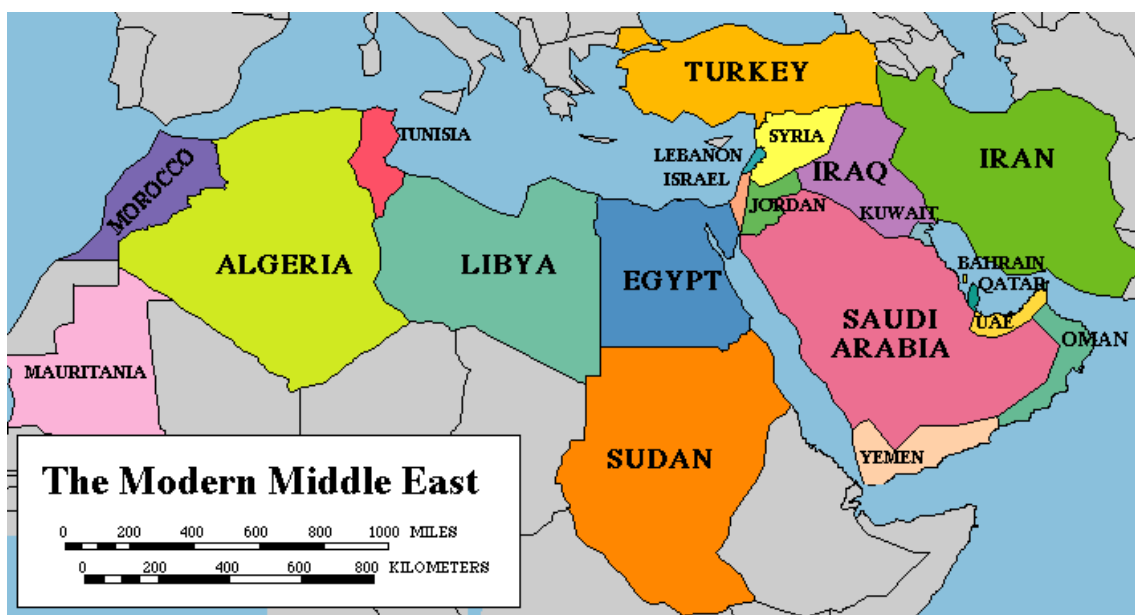 TURKEY
TUNISIA
SYRIA
MOROCCO
LEBANON
ISRAEL
IRAQ
IRAN
JORDAN
KUWAIT
ALGERIA
LIBYA
EGYPT
BAHRAIN
QATAR
SAUDI
ARABIA
UAE
OMAN
MAURITANIA
SUDAN
YEMEN
The Modern Middle East
0 200 400 600 800 1000 MILES
0 200 400 600 800 KILOMETERS